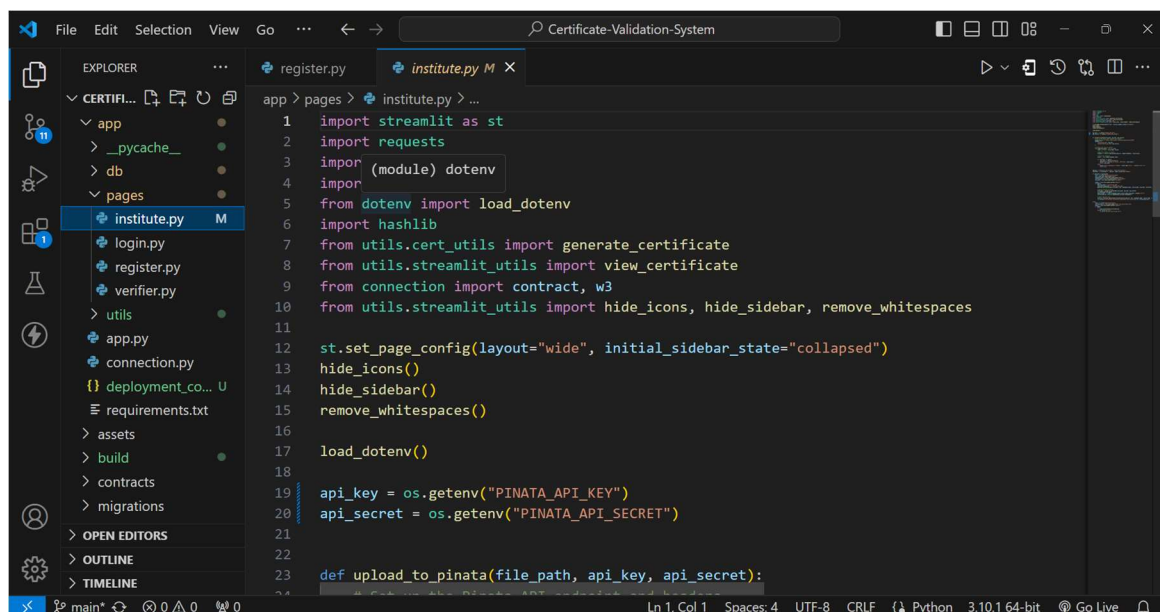 File Edit Selection View Go ··· Certificate-Validation-System
EXPLORER ···
CERTIFI...
app
__pycache__
db
pages
institute.py M
login.py
register.py
verifier.py
utils
app.py
connection.py
{} deployment_co... U
requirements.txt
assets
build
contracts
migrations
OPEN EDITORS
OUTLINE
TIMELINE
11
1
register.py institute.py M
app > pages > institute.py > ...
1 import streamlit as st
2 import requests
3 impor
4 impor
(module) dotenv
5 from dotenv import load_dotenv
6 import hashlib
7 from utils.cert_utils import generate_certificate
8 from utils.streamlit_utils import view_certificate
9 from connection import contract, w3
10 from utils.streamlit_utils import hide_icons, hide_sidebar, remove_whitespaces
11
12 st.set_page_config(layout="wide", initial_sidebar_state="collapsed")
13 hide_icons()
14 hide_sidebar()
15 remove_whitespaces()
16
17 load_dotenv()
18
19 api_key = os.getenv("PINATA_API_KEY")
20 api_secret = os.getenv("PINATA_API_SECRET")
21
22
23 def upload_to_pinata(file_path, api_key, api_secret):
main* 0 0 0 Ln 1, Col 1 Spaces: 4 UTF-8 CRLF Python 3.10.1 64-bit Go Live